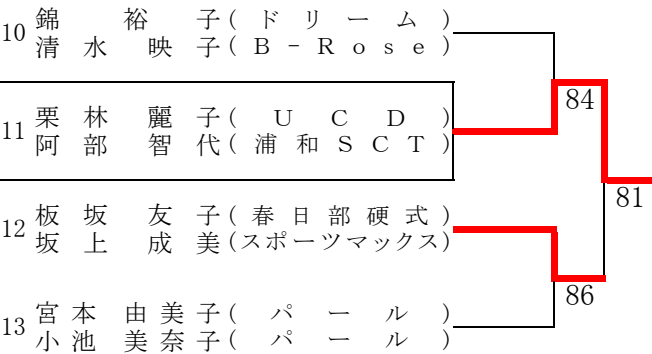 10 錦 裕 子(ドリーム)
清水 映 子(B-Rose)
84
11 栗林 麗 子(UCD)
阿部 智 代(浦和SCT)
81
12 板坂 友 子(春日部硬式)
坂上 成 美(スポーツマックス)
86
13 宮本 由美子(パール)
小池 美奈子(パール)